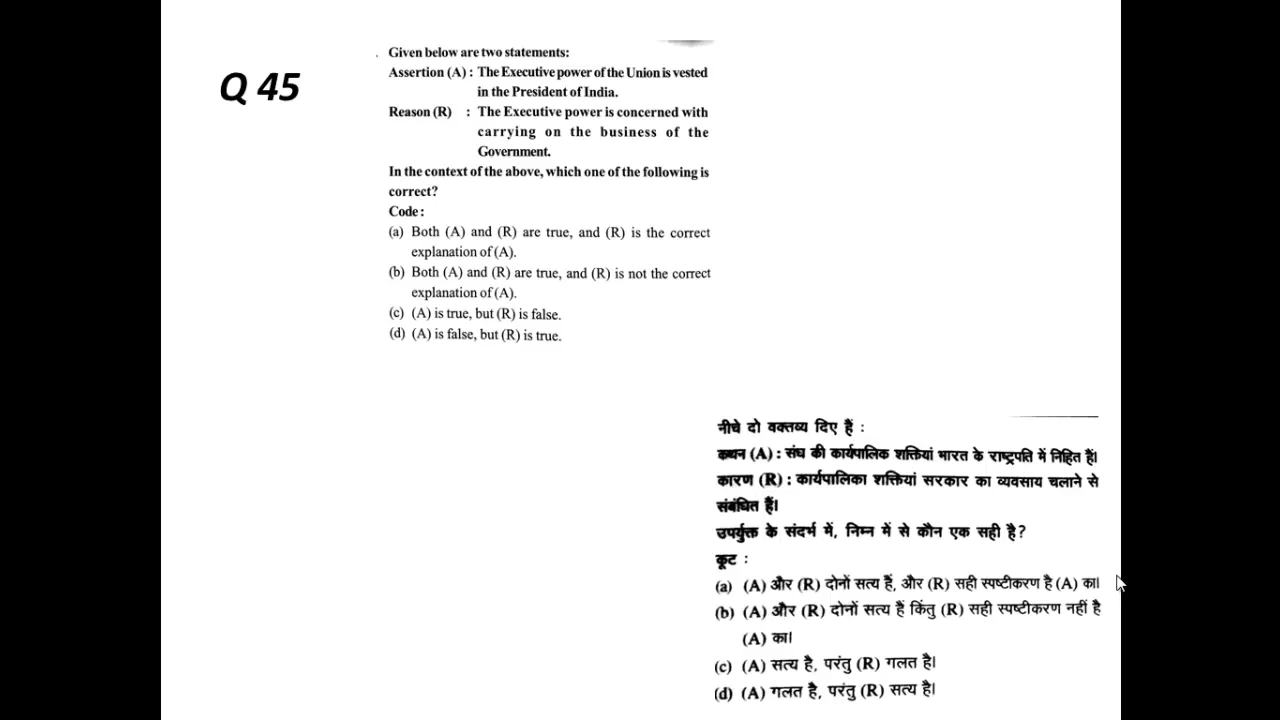 Q 45
Given below are two statements:
Assertion (A) : The Executive power of the Union is vested
in the President of India.
Reason (R) : The Executive power is concerned with
carrying on the business of the
Government.
In the context of the above, which one of the following is
correct?
Code :
(a) Both (A) and (R) are true, and (R) is the correct
explanation of (A).
(b) Both (A) and (R) are true, and (R) is not the correct
explanation of (A).
(c) (A) is true, but (R) is false.
(d) (A) is false, but (R) is true.
नीचे दो वक्तव्य दिए हैं :
कथन (A) : संघ की कार्यपालिक शक्तियां भारत के राष्ट्रपति में निहित हैं।
कारण (R) : कार्यपालिका शक्तियां सरकार का व्यवसाय चलाने से
संबंधित हैं।
उपर्युक्त के संदर्भ में, निम्न में से कौन एक सही है?
कूट :
(a) (A) और (R) दोनों सत्य हैं, और (R) सही स्पष्टीकरण है (A) का।
(b) (A) और (R) दोनों सत्य हैं किंतु (R) सही स्पष्टीकरण नहीं है
(A) का।
(c) (A) सत्य है, परंतु (R) गलत है।
(d) (A) गलत है, परंतु (R) सत्य है।